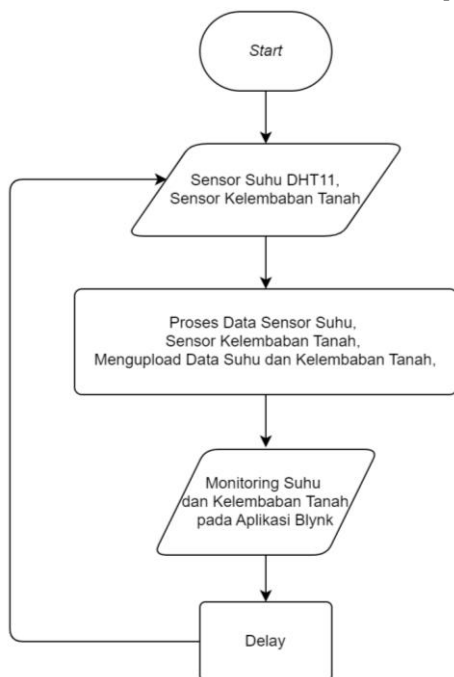 Start
Sensor Suhu DHT11,
Sensor Kelembaban Tanah
Proses Data Sensor Suhu,
Sensor Kelembaban Tanah,
Mengupload Data Suhu dan Kelembaban Tanah,
Monitoring Suhu
dan Kelembaban Tanah
pada Aplikasi Blynk
Delay